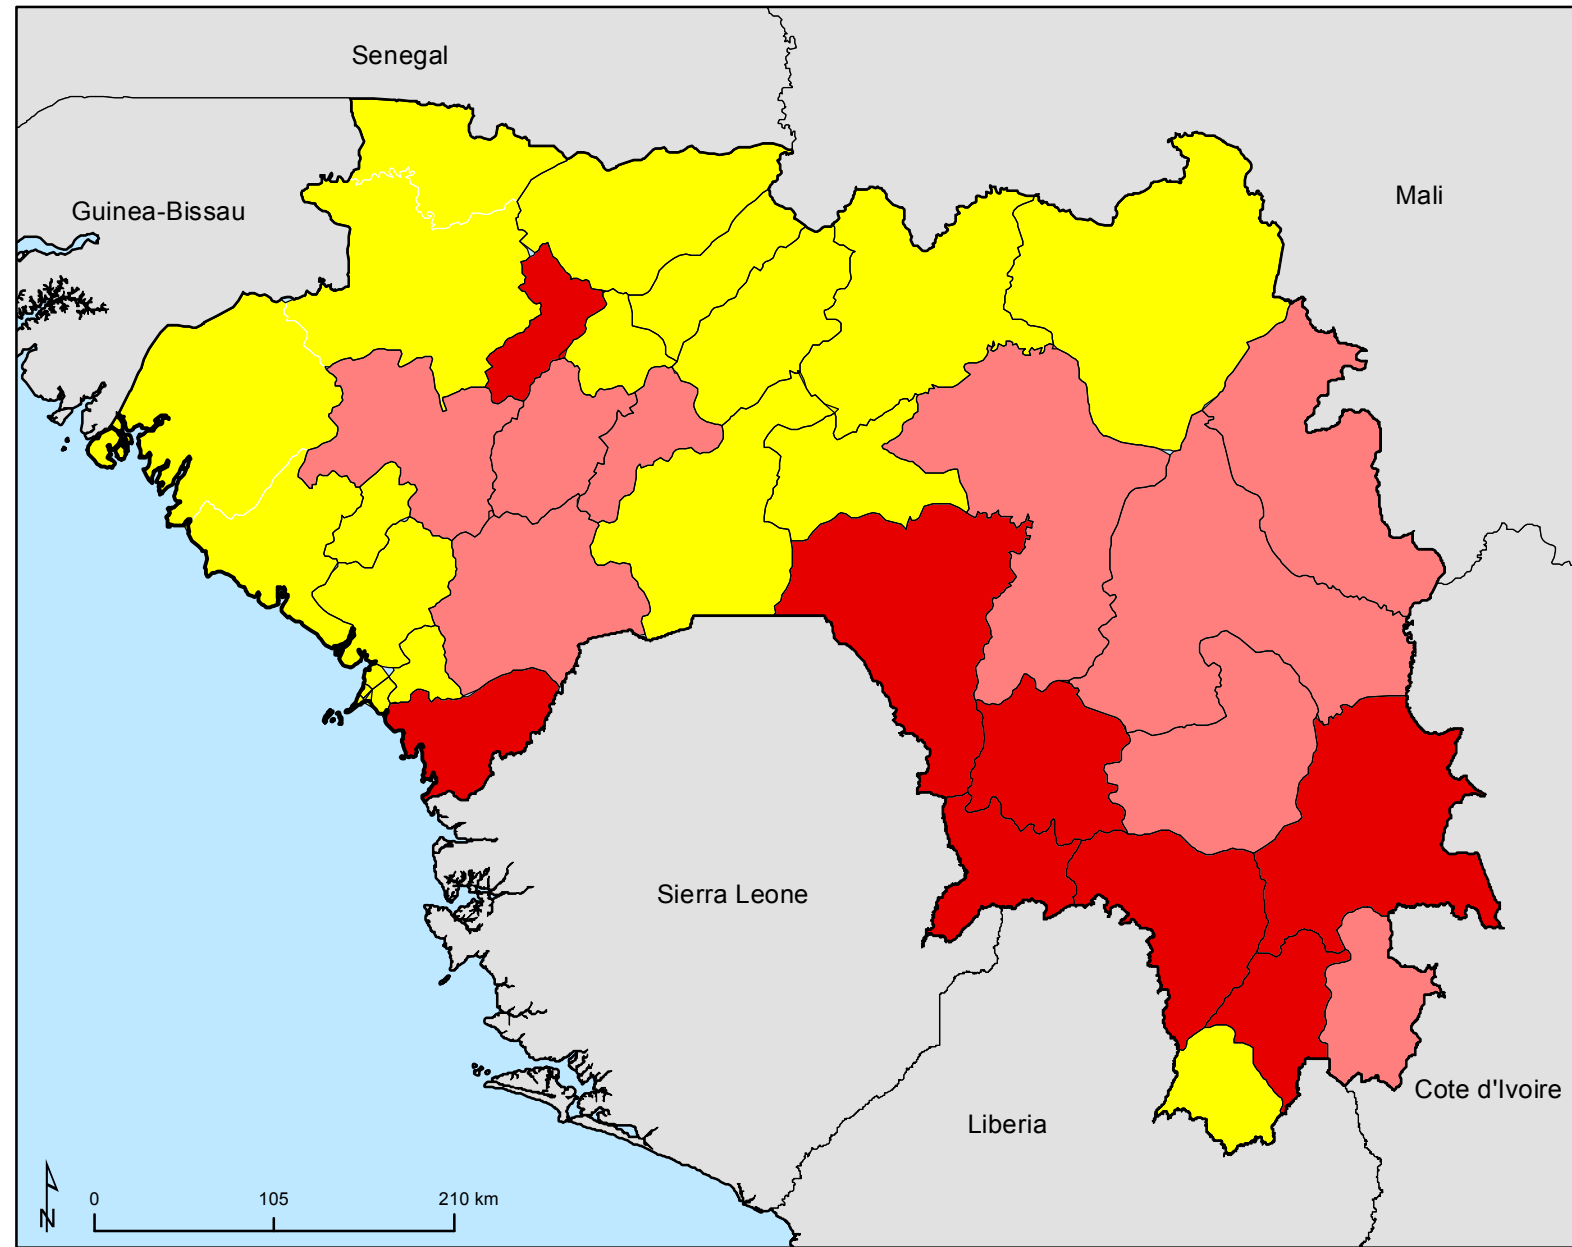 Senegal
Mali
Guinea-Bissau
Sierra Leone
Cote d'Ivoire
Liberia
0 105 210 km
N